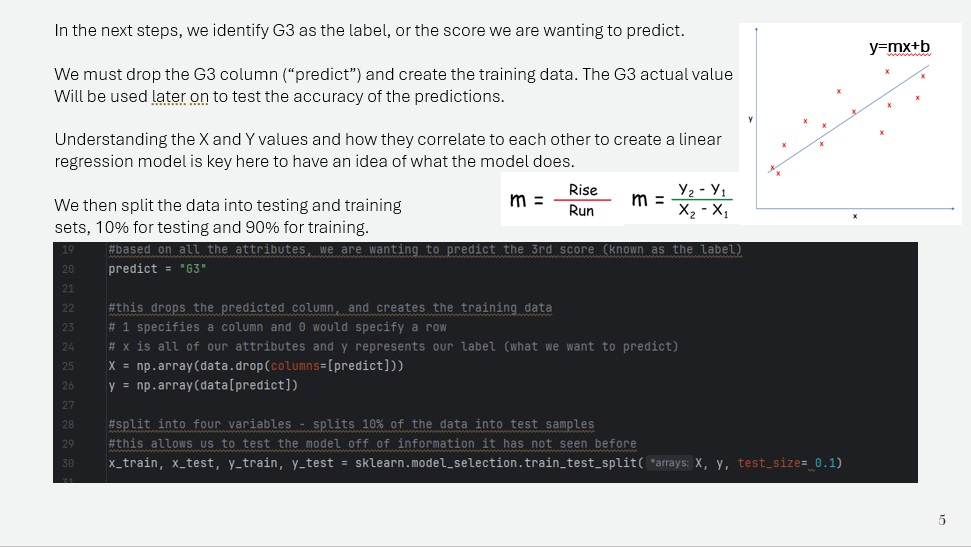 In the next steps, we identify G3 as the label, or the score we are wanting to predict.
We must drop the G3 column (“predict”) and create the training data. The G3 actual value
Will be used later on to test the accuracy of the predictions.
Understanding the X and Y values and how they correlate to each other to create a linear
regression model is key here to have an idea of what the model does.
We then split the data into testing and training
sets, 10% for testing and 90% for training.
y=mx+b
y
x
m = Rise
Run
m = Y₂ - Y₁
X₂ - X₁
19 #based on all the attributes, we are wanting to predict the 3rd score (known as the label)
20 predict = "G3"
21
22 #this drops the predicted column, and creates the training data
23 # 1 specifies a column and 0 would specify a row
24 # x is all of our attributes and y represents our label (what we want to predict)
25 X = np.array(data.drop(columns=[predict]))
26 y = np.array(data[predict])
27
28 #split into four variables - splits 10% of the data into test samples
29 #this allows us to test the model off of information it has not seen before
30 x_train, x_test, y_train, y_test = sklearn.model_selection.train_test_split( *arrays: X, y, test_size= 0.1)
31
5